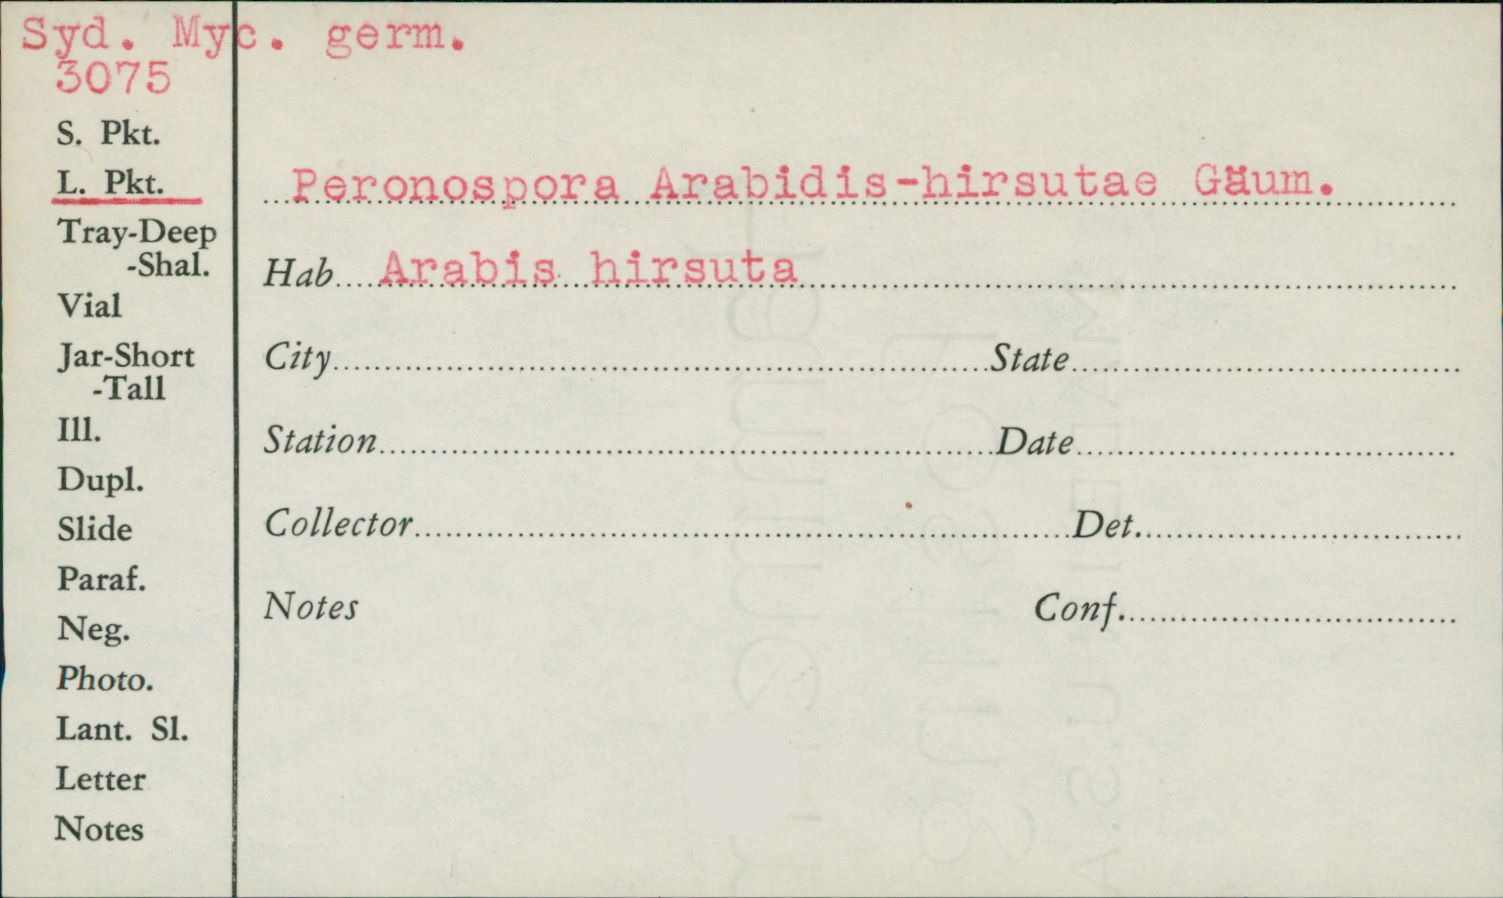 Syd. Myc. germ.
3075
S. Pkt.
L. Pkt.
Tray-Deep
-Shal.
Vial
Jar-Short
-Tall
Ill.
Dupl.
Slide
Paraf.
Neg.
Photo.
Lant. Sl.
Letter
Notes
Peronospora Arabidis-hirsutae Gäum.
Hab. Arabis hirsuta
City State
Station Date
Collector Det.
Notes Conf.